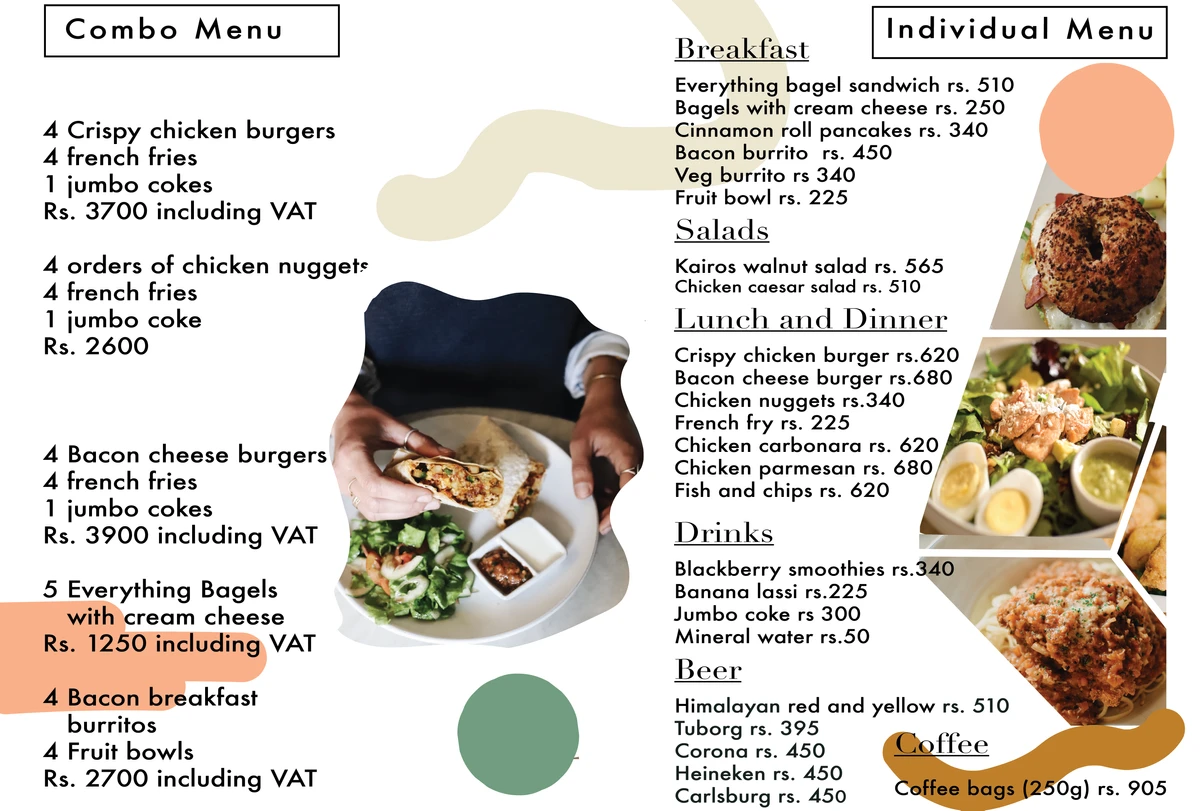 Combo Menu
4 Crispy chicken burgers
4 french fries
1 jumbo cokes
Rs. 3700 including VAT
4 orders of chicken nuggets
4 french fries
1 jumbo coke
Rs. 2600
4 Bacon cheese burgers
4 french fries
1 jumbo cokes
Rs. 3900 including VAT
5 Everything Bagels
with cream cheese
Rs. 1250 including VAT
4 Bacon breakfast
burritos
4 Fruit bowls
Rs. 2700 including VAT
Individual Menu
Breakfast
Everything bagel sandwich rs. 510
Bagels with cream cheese rs. 250
Cinnamon roll pancakes rs. 340
Bacon burrito rs. 450
Veg burrito rs 340
Fruit bowl rs. 225
Salads
Kairos walnut salad rs. 565
Chicken caesar salad rs. 510
Lunch and Dinner
Crispy chicken burger rs.620
Bacon cheese burger rs.680
Chicken nuggets rs.340
French fry rs. 225
Chicken carbonara rs. 620
Chicken parmesan rs. 680
Fish and chips rs. 620
Drinks
Blackberry smoothies rs.340
Banana lassi rs.225
Jumbo coke rs 300
Mineral water rs.50
Beer
Himalayan red and yellow rs. 510
Tuborg rs. 395
Corona rs. 450
Heineken rs. 450
Carlsburg rs. 450
Coffee
Coffee bags (250g) rs. 905